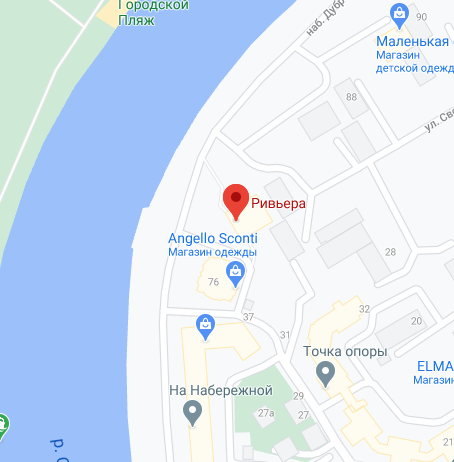 Городской
Пляж
наб. Дубр
90
Маленькая
Магазин
детской одежд
88
ул. Све
Ривьера
Angello Sconti
Магазин одежды
76
28
37
32
20
31
Точка опоры
ELMA
Магазин
На Набережной
29
27
27а
р. С